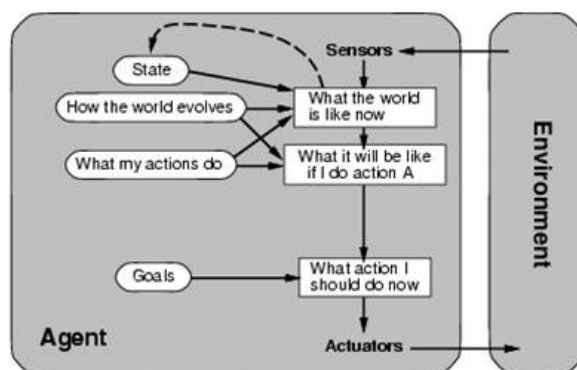 Sensors
State
How the world evolves
What the world
is like now
What my actions do
What it will be like
if I do action A
Goals
What action I
should do now
Agent
Actuators
Environment